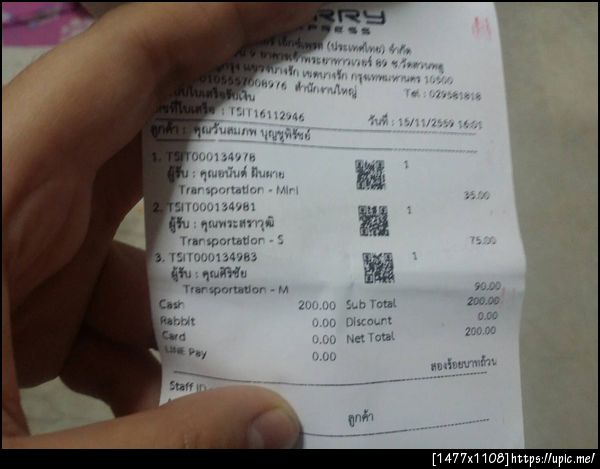 RRY
EXPRESS
เอ็กซ์เพรส (ประเทศไทย) จำกัด
9 อาคารเจ้าพระยาทาวเวอร์ 89 ซ.วัดสวนพลู
แขวงบางรัก เขตบางรัก กรุงเทพมหานคร 10500
0105557008976 สำนักงานใหญ่ Tel : 029581818
ใบเสร็จรับเงิน
เลขที่ใบเสร็จ : TSIT16112946 วันที่ : 15/11/2559 16:01
ลูกค้า : คุณวันสมภพ บุญชูพิรัชย์
1. TSIT000134978 1
ผู้รับ : คุณอนันต์ ฝันผาย
Transportation - Mini 35.00
2. TSIT000134981 1
ผู้รับ : คุณพระสราวุฒิ
Transportation - S 75.00
3. TSIT000134983 1
ผู้รับ : คุณศิริชัย
Transportation - M 90.00
Cash 200.00 Sub Total 200.00
Rabbit 0.00 Discount 0.00
Card 0.00 Net Total 200.00
LINE Pay 0.00
สองร้อยบาทถ้วน
Staff ID
ลูกค้า
[1477x1108]https://upic.me/